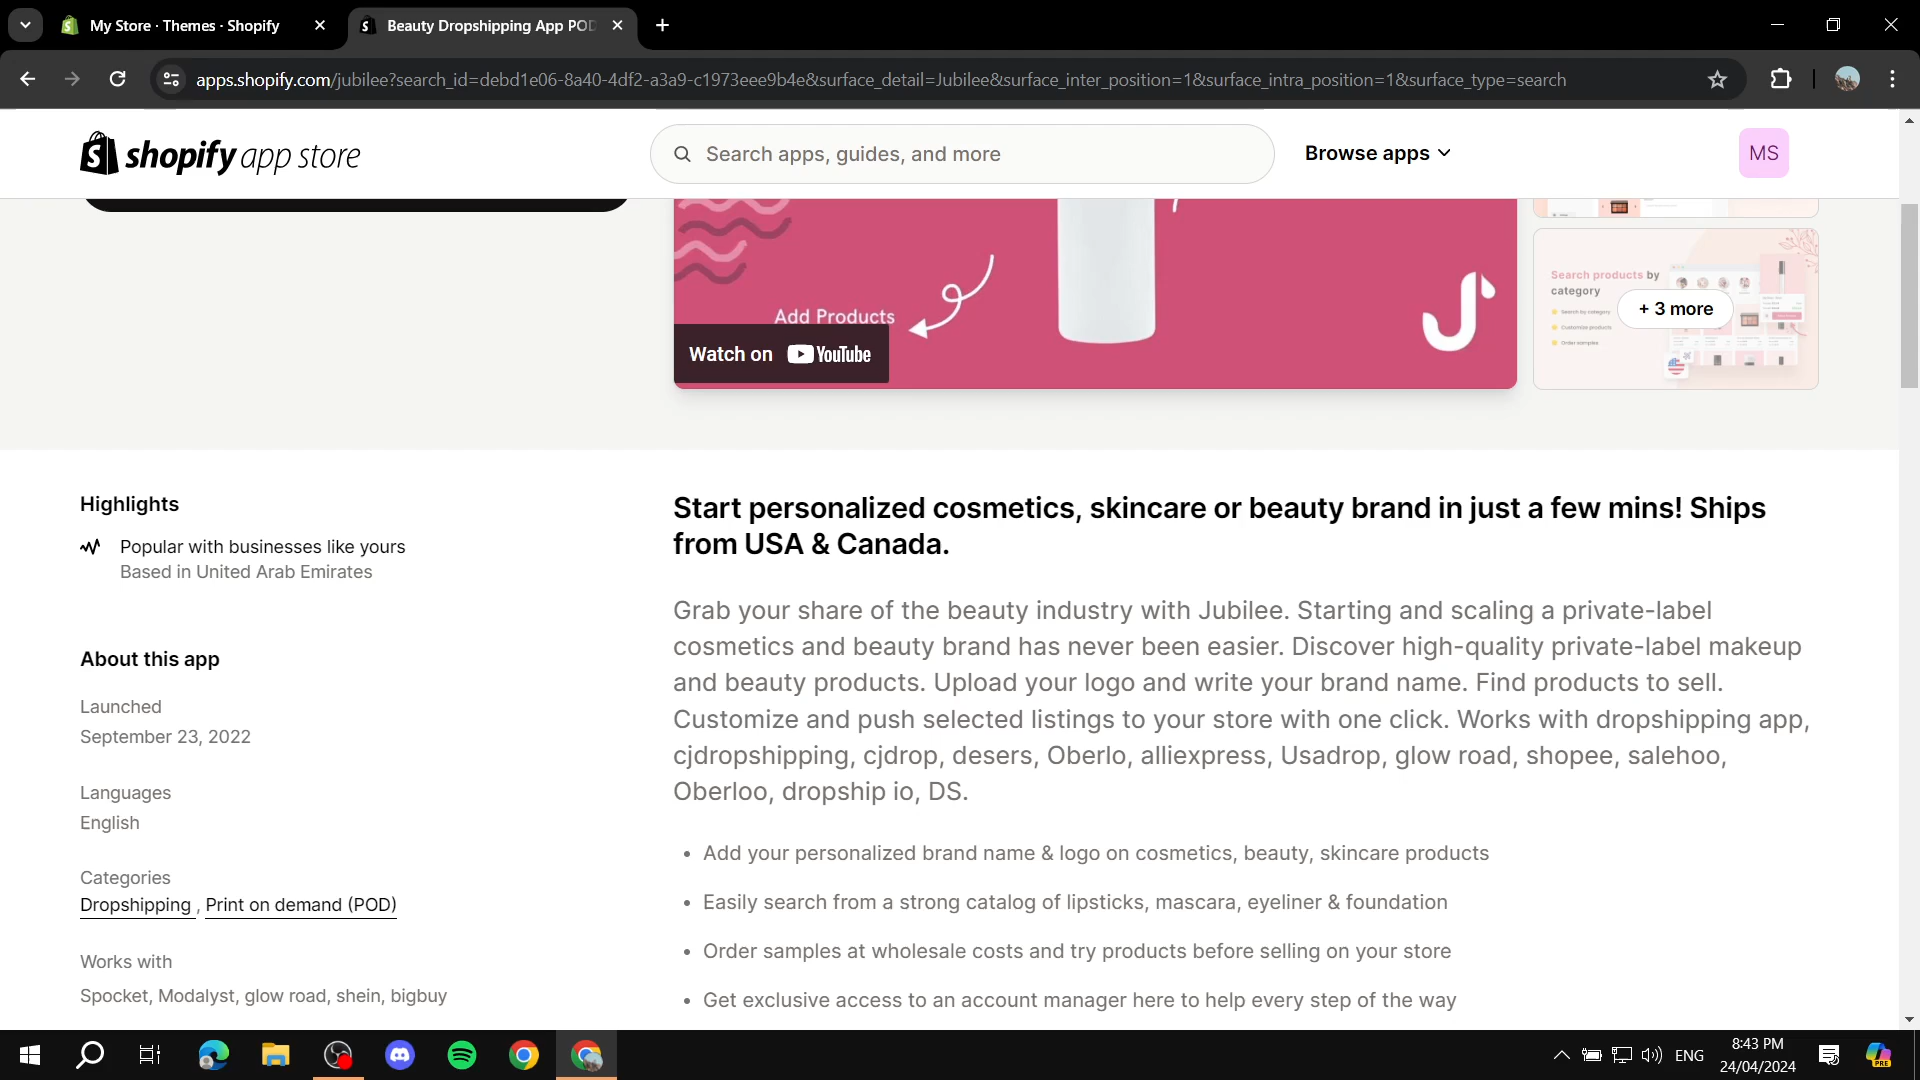 My Store · Themes · Shopify
Beauty Dropshipping App POD
apps.shopify.com/jubilee?search_id=debd1e06-8a40-4df2-a3a9-c1973eee9b4e&surface_detail=Jubilee&surface_inter_position=1&surface_intra_position=1&surface_type=search
shopify app store
Search apps, guides, and more
Browse apps
MS
Add Products
Watch on YouTube
Search products by
category
Search by category
Customize products
Order samples
+ 3 more
Highlights
Popular with businesses like yours
Based in United Arab Emirates
About this app
Launched
September 23, 2022
Languages
English
Categories
Dropshipping , Print on demand (POD)
Works with
Spocket, Modalyst, glow road, shein, bigbuy
Start personalized cosmetics, skincare or beauty brand in just a few mins! Ships
from USA & Canada.
Grab your share of the beauty industry with Jubilee. Starting and scaling a private-label
cosmetics and beauty brand has never been easier. Discover high-quality private-label makeup
and beauty products. Upload your logo and write your brand name. Find products to sell.
Customize and push selected listings to your store with one click. Works with dropshipping app,
cjdropshipping, cjdrop, desers, Oberlo, alliexpress, Usadrop, glow road, shopee, salehoo,
Oberloo, dropship io, DS.
• Add your personalized brand name & logo on cosmetics, beauty, skincare products
• Easily search from a strong catalog of lipsticks, mascara, eyeliner & foundation
• Order samples at wholesale costs and try products before selling on your store
• Get exclusive access to an account manager here to help every step of the way
ENG
8:43 PM
24/04/2024
PRE